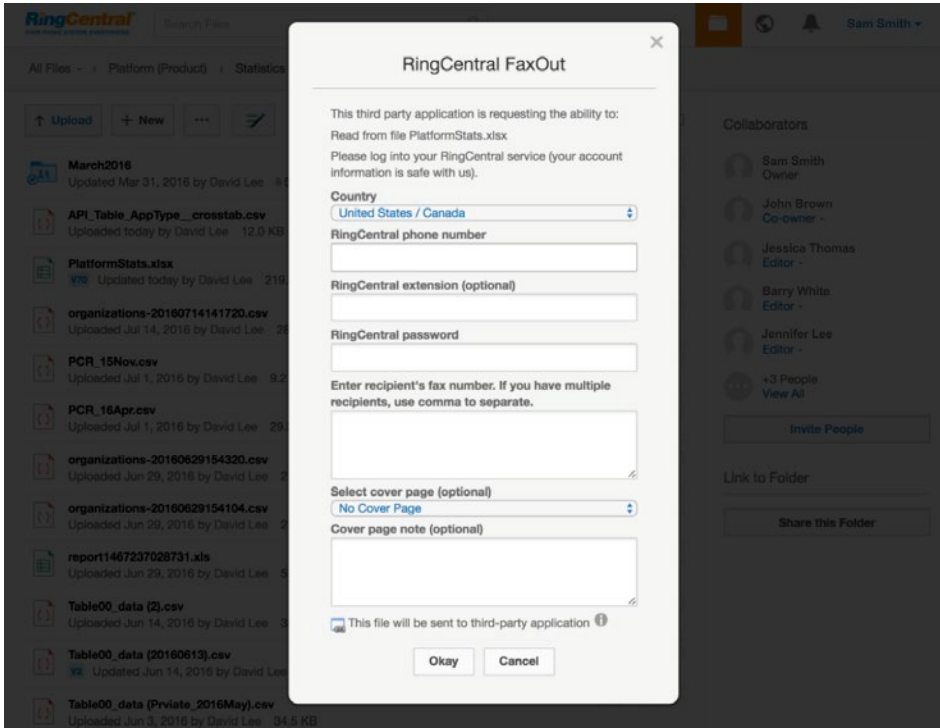 RingCentral
YOUR PHONE SYSTEM, EVERYWHERE
Search Files
Sam Smith
All Files
Platform (Product)
Statistics
Upload
+ New
...
March2016
Updated Mar 31, 2016 by David Lee
API_Table_AppType__crosstab.csv
Uploaded today by David Lee 12.0 KB
PlatformStats.xlsx
V70 Updated today by David Lee 219.
organizations-20160714141720.csv
Uploaded Jul 14, 2016 by David Lee
PCR_15Nov.csv
Uploaded Jul 1, 2016 by David Lee 9.2
PCR_16Apr.csv
Uploaded Jul 1, 2016 by David Lee 29.
organizations-20160629154320.csv
Uploaded Jun 29, 2016 by David Lee
organizations-20160629154104.csv
Uploaded Jun 29, 2016 by David Lee
report1467237028731.xls
Uploaded Jun 29, 2016 by David Lee
Table00_data (2).csv
Uploaded Jun 14, 2016 by David Lee
Table00_data (20160613).csv
V2 Updated Jun 14, 2016 by David Lee
Table00_data (Prviate_2016May).csv
Uploaded Jun 3, 2016 by David Lee 34.5 KB
RingCentral FaxOut
This third party application is requesting the ability to:
Read from file PlatformStats.xlsx
Please log into your RingCentral service (your account
information is safe with us).
Country
United States / Canada
RingCentral phone number
RingCentral extension (optional)
RingCentral password
Enter recipient's fax number. If you have multiple
recipients, use comma to separate.
Select cover page (optional)
No Cover Page
Cover page note (optional)
This file will be sent to third-party application
Okay
Cancel
Collaborators
Sam Smith
Owner
John Brown
Co-owner
Jessica Thomas
Editor
Barry White
Editor
Jennifer Lee
Editor
+3 People
View All
Invite People
Link to Folder
Share this Folder